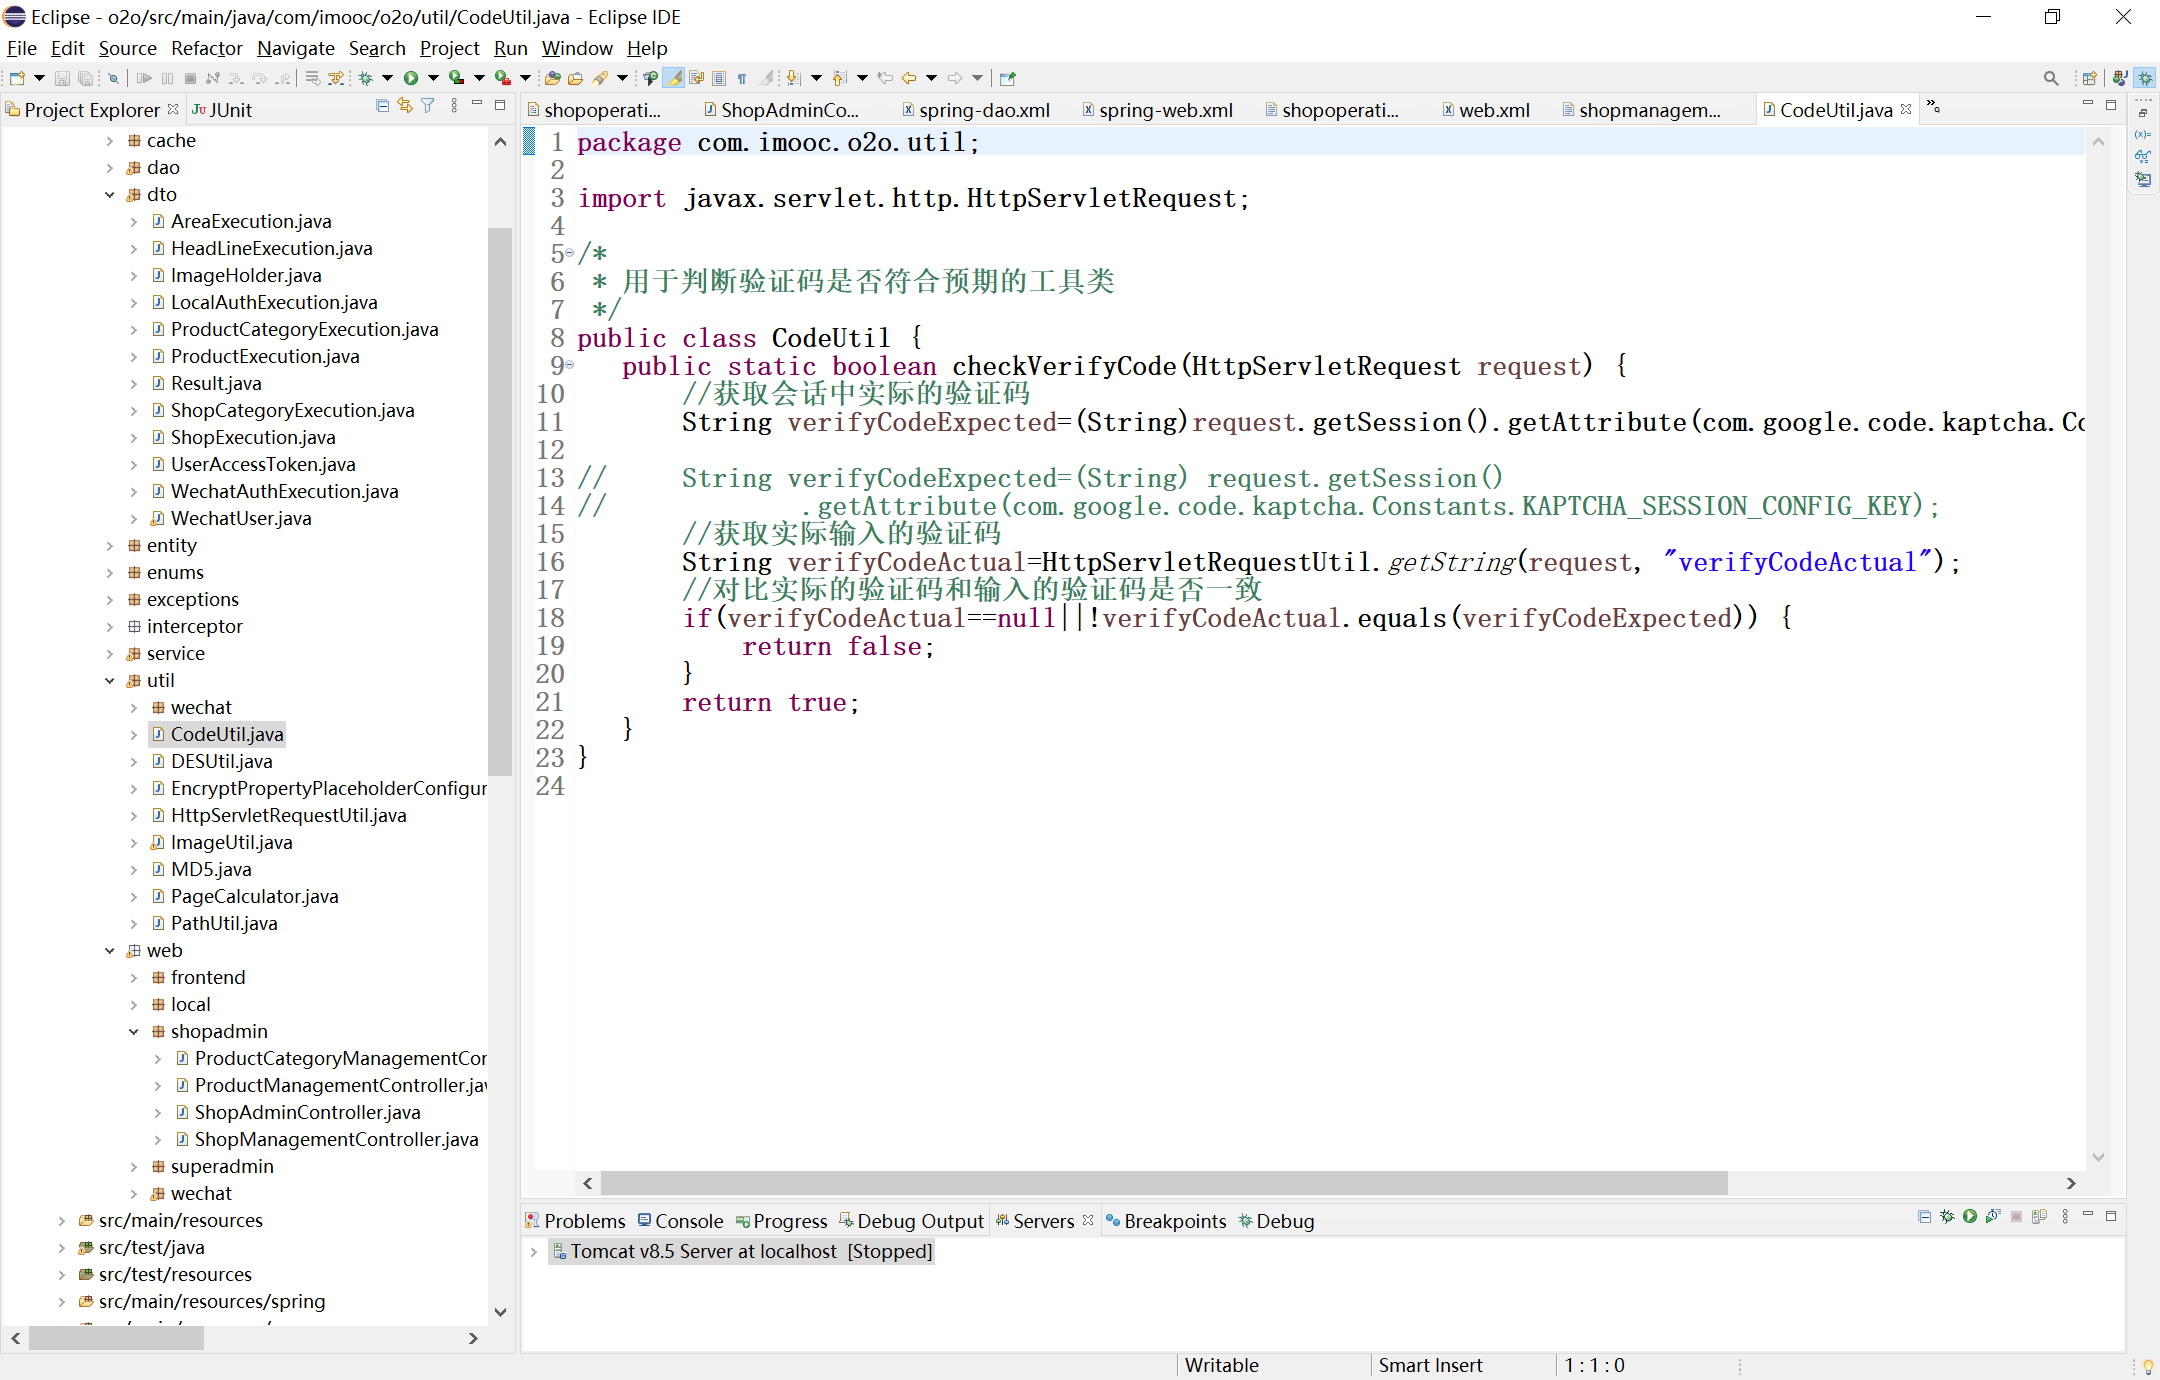 Eclipse - o2o/src/main/java/com/imooc/o2o/util/CodeUtil.java - Eclipse IDE
File Edit Source Refactor Navigate Search Project Run Window Help
Project Explorer JUnit
shopoperati... ShopAdminCo... spring-dao.xml spring-web.xml shopoperati... web.xml shopmanagem... CodeUtil.java
cache
dao
dto
AreaExecution.java
HeadLineExecution.java
ImageHolder.java
LocalAuthExecution.java
ProductCategoryExecution.java
ProductExecution.java
Result.java
ShopCategoryExecution.java
ShopExecution.java
UserAccessToken.java
WechatAuthExecution.java
WechatUser.java
entity
enums
exceptions
interceptor
service
util
wechat
CodeUtil.java
DESUtil.java
EncryptPropertyPlaceholderConfigur
HttpServletRequestUtil.java
ImageUtil.java
MD5.java
PageCalculator.java
PathUtil.java
web
frontend
local
shopadmin
ProductCategoryManagementCor
ProductManagementController.jav
ShopAdminController.java
ShopManagementController.java
superadmin
wechat
src/main/resources
src/test/java
src/test/resources
src/main/resources/spring
1 package com.imooc.o2o.util;
2
3 import javax.servlet.http.HttpServletRequest;
4
5 /*
6 * 用于判断验证码是否符合预期的工具类
7 */
8 public class CodeUtil {
9 public static boolean checkVerifyCode(HttpServletRequest request) {
10 //获取会话中实际的验证码
11 String verifyCodeExpected=(String)request.getSession().getAttribute(com.google.code.kaptcha.Co
12
13 // String verifyCodeExpected=(String) request.getSession()
14 // .getAttribute(com.google.code.kaptcha.Constants.KAPTCHA_SESSION_CONFIG_KEY);
15 //获取实际输入的验证码
16 String verifyCodeActual=HttpServletRequestUtil.getString(request, "verifyCodeActual");
17 //对比实际的验证码和输入的验证码是否一致
18 if(verifyCodeActual==null||!verifyCodeActual.equals(verifyCodeExpected)) {
19 return false;
20 }
21 return true;
22 }
23 }
24
Problems Console Progress Debug Output Servers Breakpoints Debug
Tomcat v8.5 Server at localhost [Stopped]
Writable Smart Insert 1 : 1 : 0